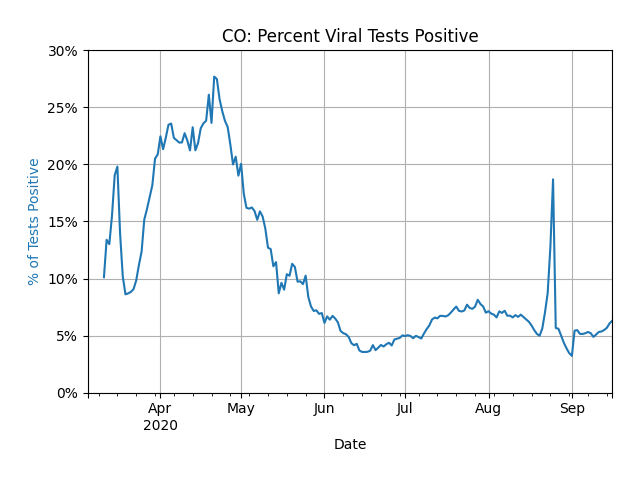 CO: Percent Viral Tests Positive
30%
25%
20%
15%
10%
5%
0%
% of Tests Positive
Apr May Jun Jul Aug Sep
2020
Date